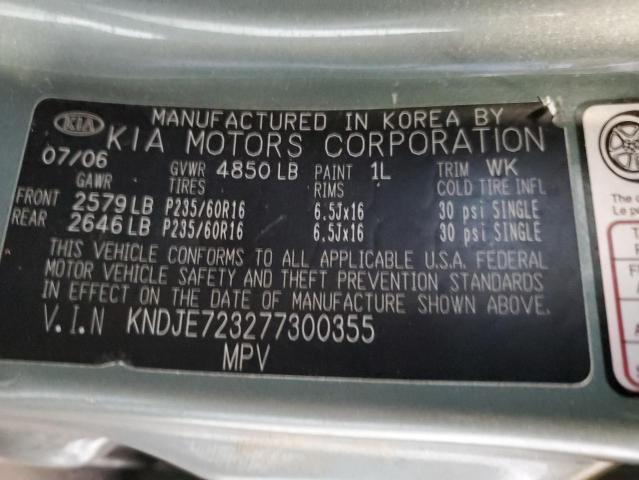 MANUFACTURED IN KOREA BY
KIA KIA MOTORS CORPORATION
07/06 GVWR 4850 LB PAINT 1L TRIM WK
GAWR TIRES RIMS COLD TIRE INFL
FRONT 2579 LB P235/60R16 6.5Jx16 30 psi SINGLE
REAR 2646 LB P235/60R16 6.5Jx16 30 psi SINGLE
THIS VEHICLE CONFORMS TO ALL APPLICABLE U.S.A. FEDERAL
MOTOR VEHICLE SAFETY AND THEFT PREVENTION STANDARDS
IN EFFECT ON THE DATE OF MANUFACTURE SHOWN ABOVE.
V.I.N KNDJE723277300355
MPV
The
Le po